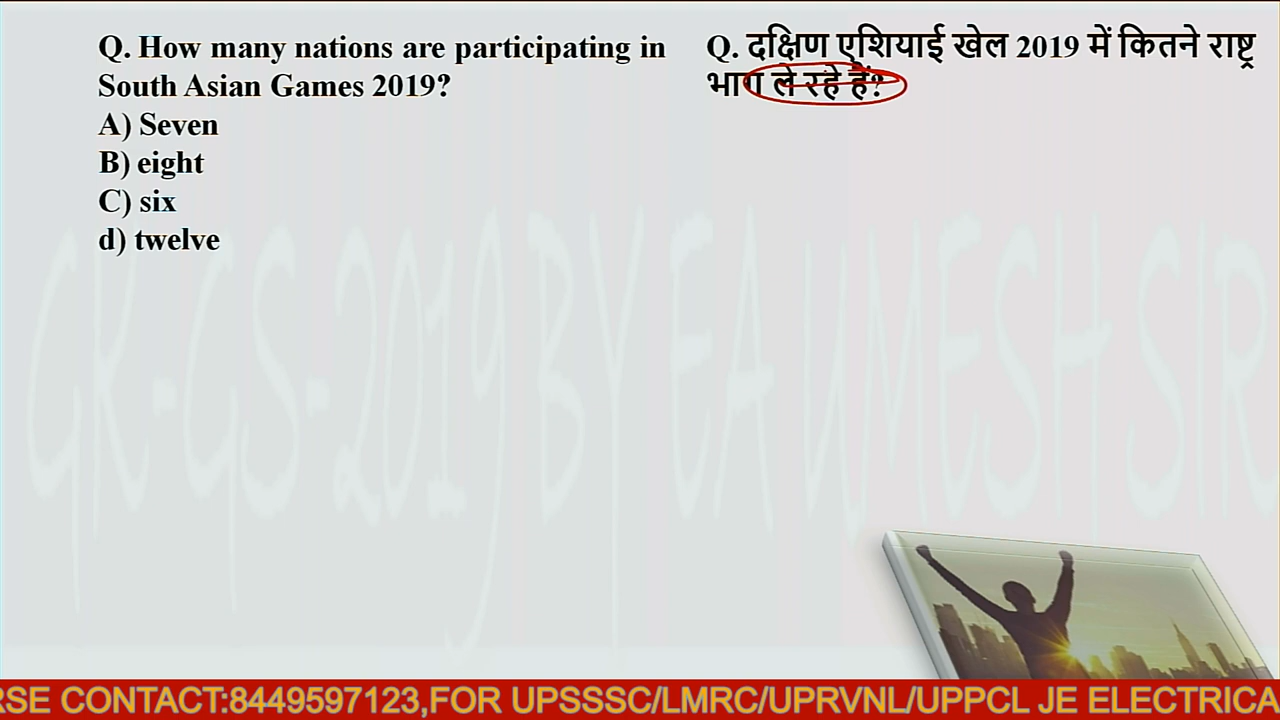 Q. How many nations are participating in
South Asian Games 2019?
A) Seven
B) eight
C) six
d) twelve
Q. दक्षिण एशियाई खेल 2019 में कितने राष्ट्र
भाग ले रहे हैं?
GK-GS-2019 BY EA UMESH SIR
RSE CONTACT:8449597123,FOR UPSSSC/LMRC/UPRVNL/UPPCL JE ELECTRICA